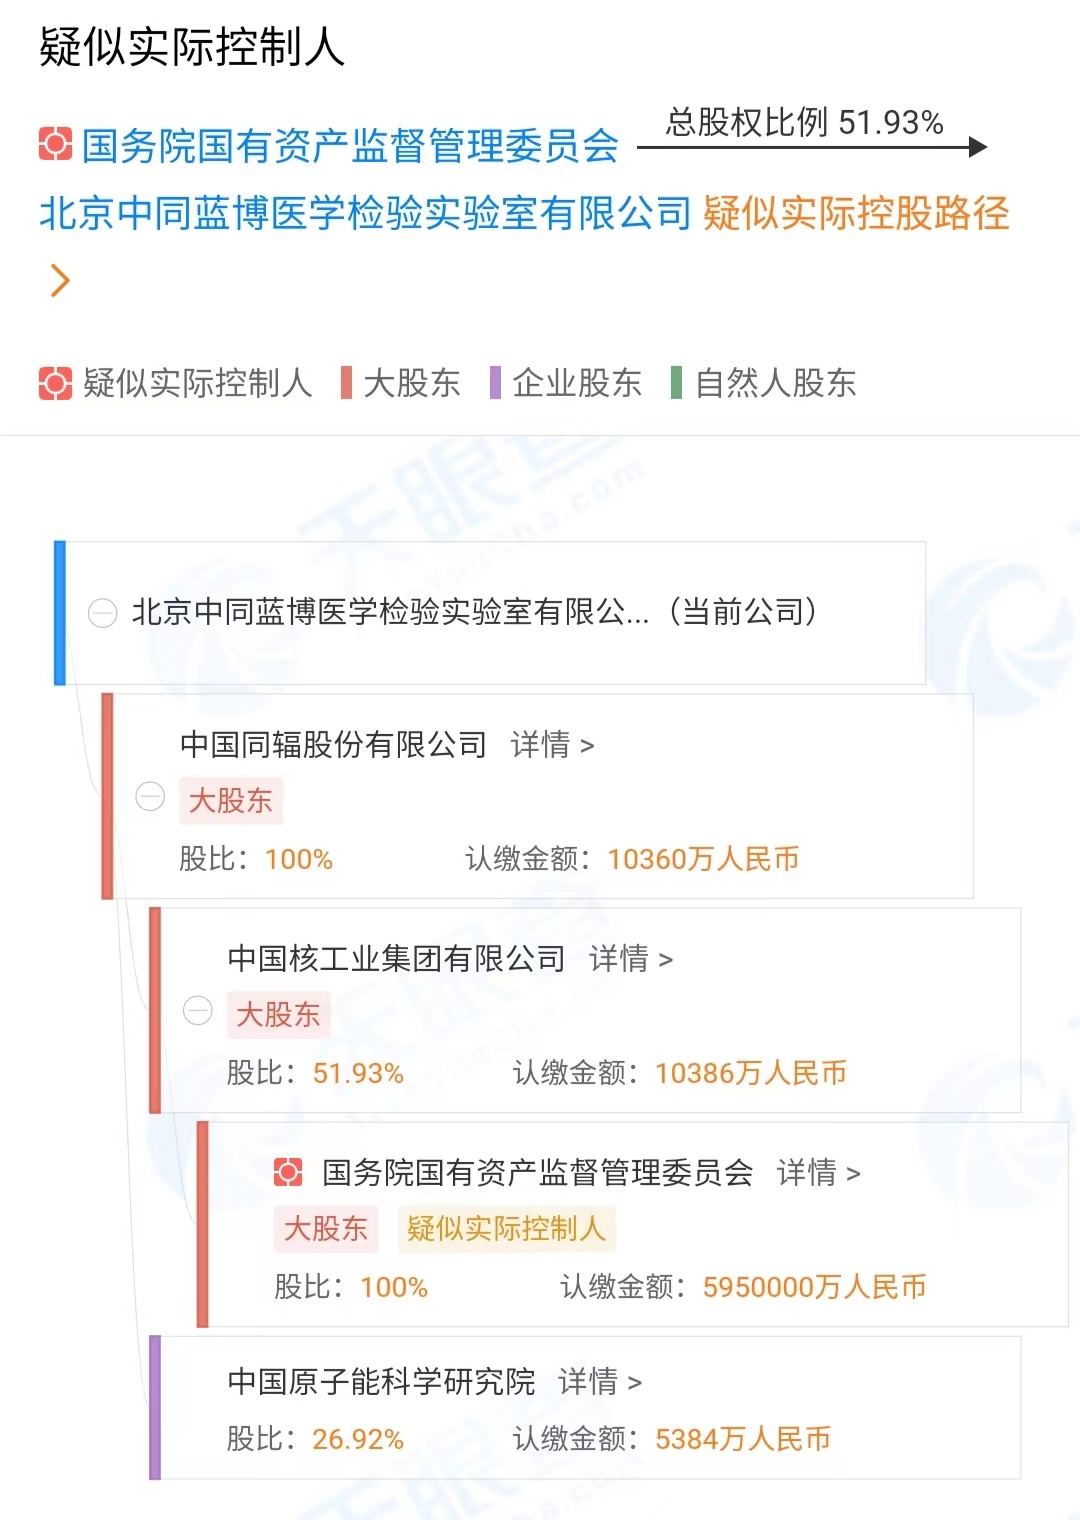 疑似实际控制人
国务院国有资产监督管理委员会 总股权比例 51.93%
北京中同蓝博医学检验实验室有限公司 疑似实际控股路径
>
疑似实际控制人 大股东 企业股东 自然人股东
天眼查
北京中同蓝博医学检验实验室有限公...（当前公司）
中国同辐股份有限公司 详情 >
大股东
股比：100% 认缴金额：10360万人民币
中国核工业集团有限公司 详情 >
大股东
股比：51.93% 认缴金额：10386万人民币
国务院国有资产监督管理委员会 详情 >
大股东 疑似实际控制人
股比：100% 认缴金额：5950000万人民币
中国原子能科学研究院 详情 >
股比：26.92% 认缴金额：5384万人民币